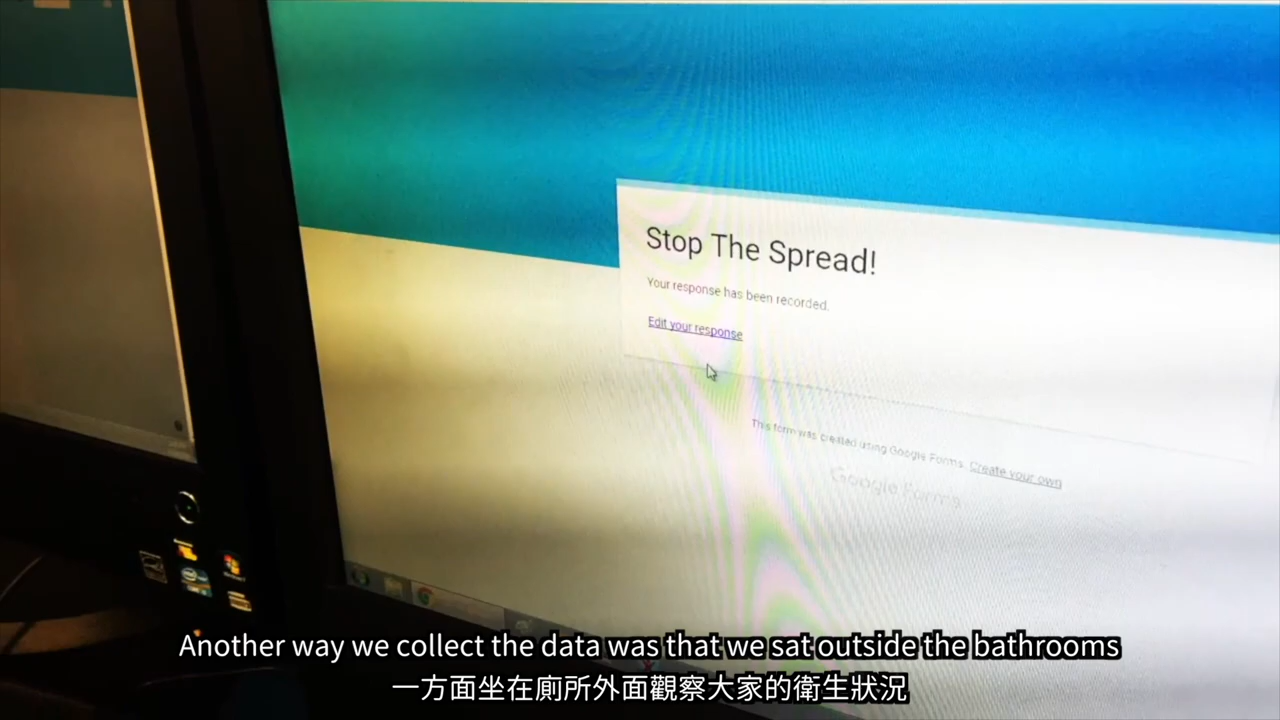 Stop The Spread!
Your response has been recorded.
Edit your response
This form was created using Google Forms. Create your own
Google Forms
Another way we collect the data was that we sat outside the bathrooms
一方面坐在廁所外面觀察大家的衛生狀況